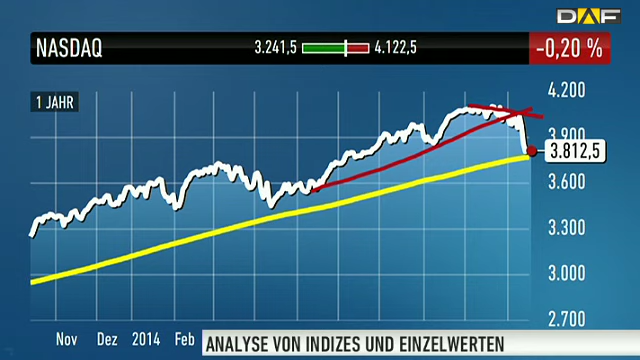 DAF
NASDAQ 3.241,5 4.122,5 -0,20 %
1 JAHR
4.200
3.900
3.812,5
3.600
3.300
3.000
2.700
Nov Dez 2014 Feb
ANALYSE VON INDIZES UND EINZELWERTEN